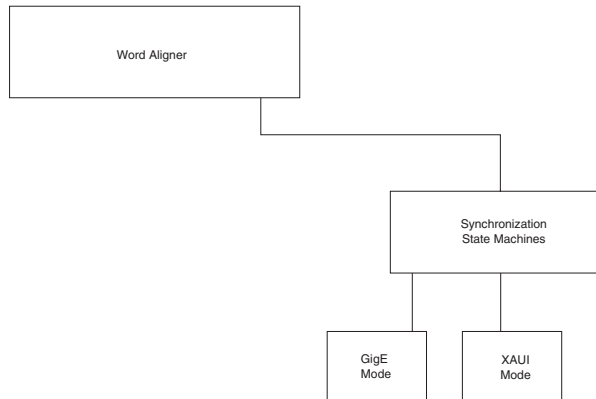 Word Aligner
Synchronization
State Machines
GigE
Mode
XAUI
Mode